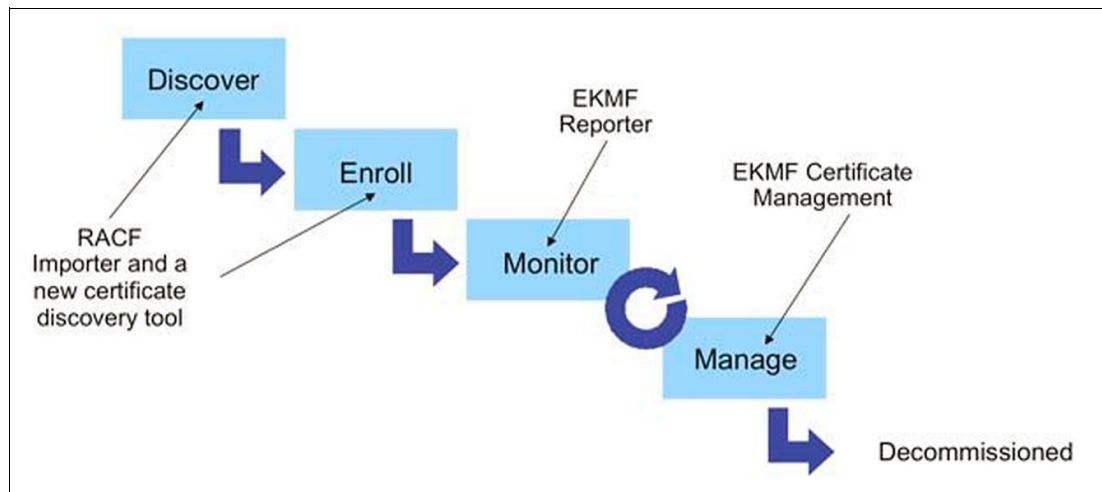 Discover
EKMF
Reporter
Enroll
EKMF Certificate
Management
RACF
Importer and a
new certificate
discovery tool
Monitor
Manage
Decommissioned